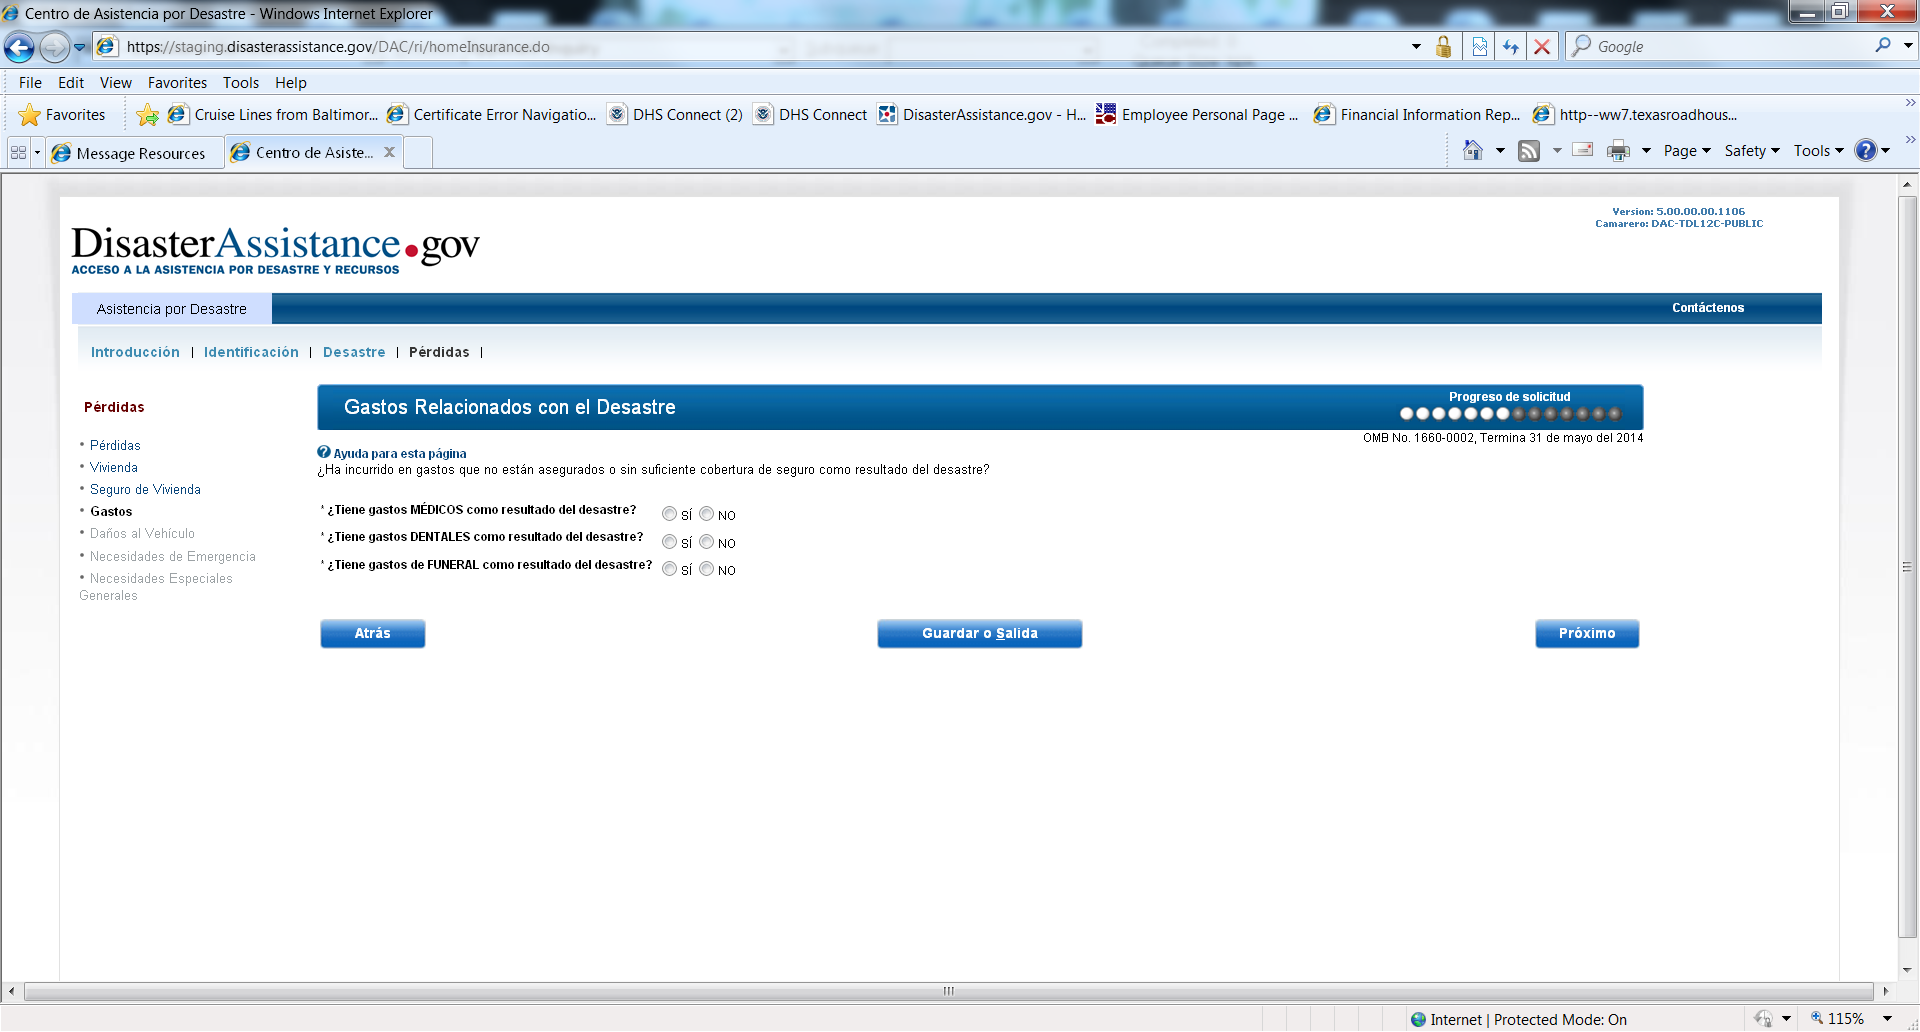 Centro de Asistencia por Desastre - Windows Internet Explorer
https://staging.disasterassistance.gov/DAC/ri/homeInsurance.do
Google
File Edit View Favorites Tools Help
Favorites Cruise Lines from Baltimor... Certificate Error Navigatio... DHS Connect (2) DHS Connect DisasterAssistance.gov - H... Employee Personal Page ... Financial Information Rep... http--ww7.texasroadhous...
Message Resources Centro de Asiste... Page Safety Tools
Version: 5.00.00.00.1106
Camarero: DAC-TDL12C-PUBLIC
DisasterAssistance.gov
ACCESO A LA ASISTENCIA POR DESASTRE Y RECURSOS
Asistencia por Desastre
Contáctenos
Introducción | Identificación | Desastre | Pérdidas |
Pérdidas
• Pérdidas
• Vivienda
• Seguro de Vivienda
• Gastos
• Daños al Vehículo
• Necesidades de Emergencia
• Necesidades Especiales
Generales
Gastos Relacionados con el Desastre
Progreso de solicitud
OMB No. 1660-0002, Termina 31 de mayo del 2014
Ayuda para esta página
¿Ha incurrido en gastos que no están asegurados o sin suficiente cobertura de seguro como resultado del desastre?
* ¿Tiene gastos MÉDICOS como resultado del desastre? SÍ NO
* ¿Tiene gastos DENTALES como resultado del desastre? SÍ NO
* ¿Tiene gastos de FUNERAL como resultado del desastre? SÍ NO
Atrás
Guardar o Salida
Próximo
Internet | Protected Mode: On
115%